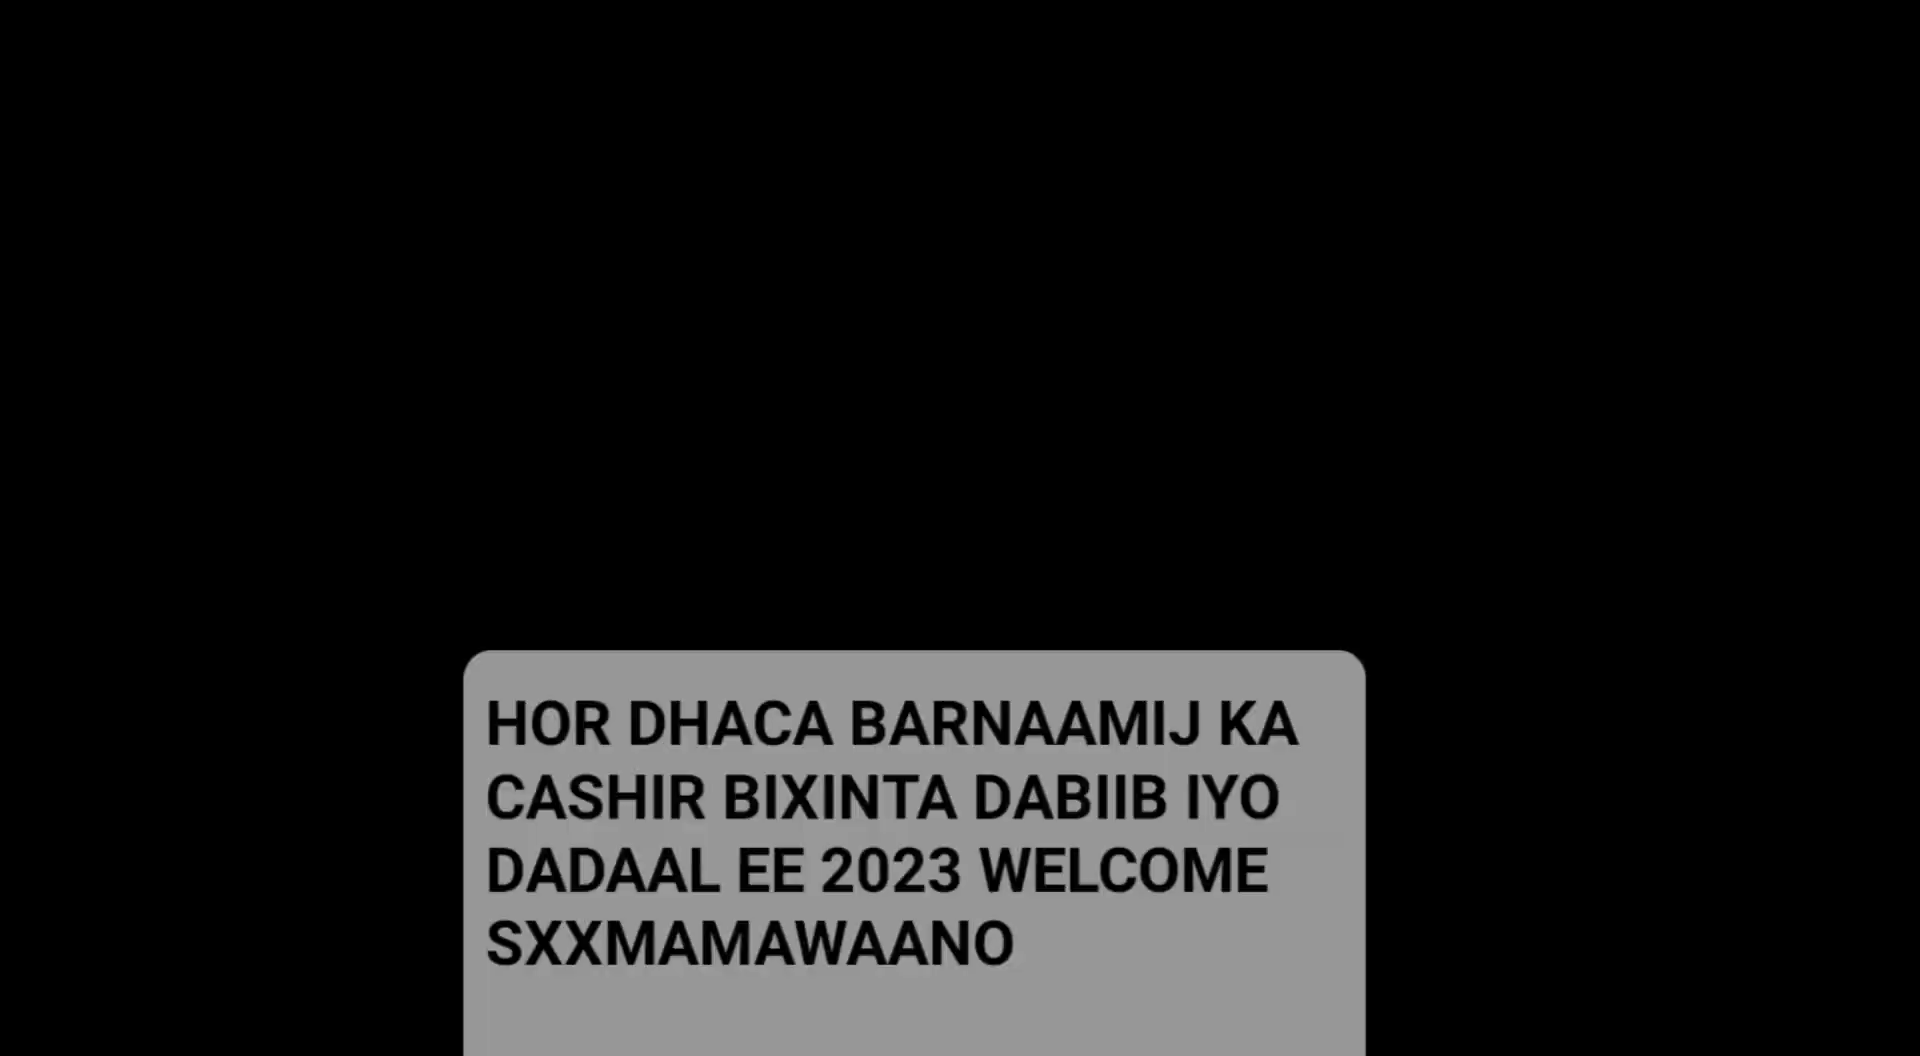 HOR DHACA BARNAAMIJ KA
CASHIR BIXINTA DABIIB IYO
DADAAL EE 2023 WELCOME
SXXMAMAWAANO